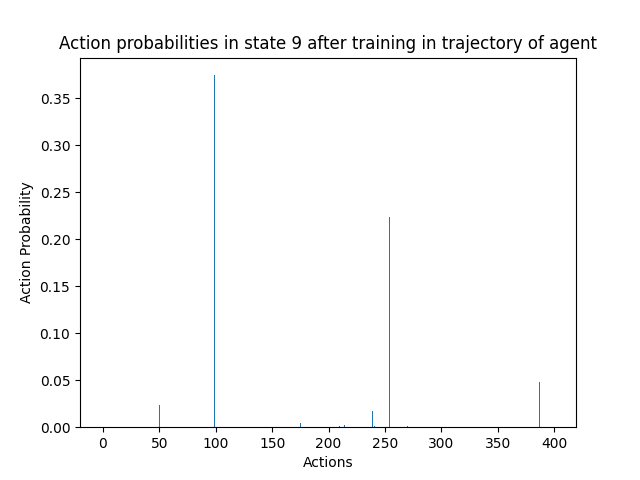 Action probabilities in state 9 after training in trajectory of agent
0.35
0.30
0.25
0.20
0.15
0.10
0.05
0.00
Action Probability
0 50 100 150 200 250 300 350 400
Actions